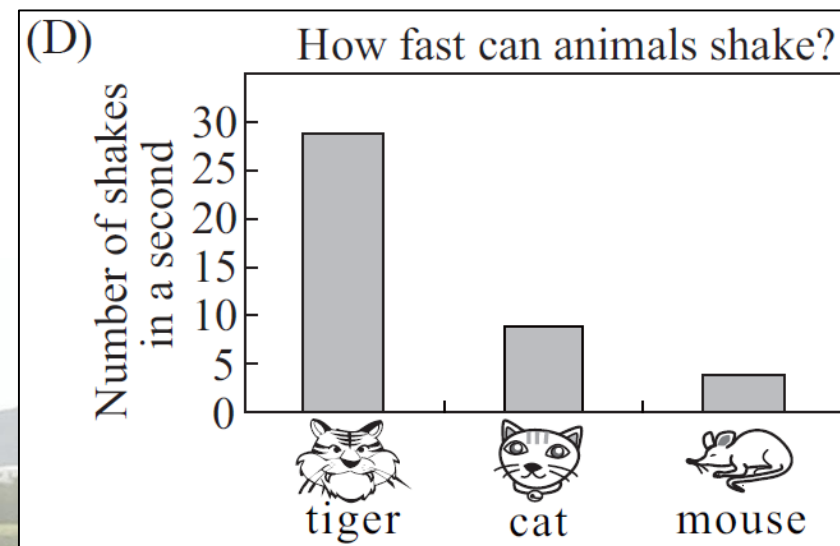 (D)
How fast can animals shake?
Number of shakes
in a second
30
25
20
15
10
5
0
tiger cat mouse